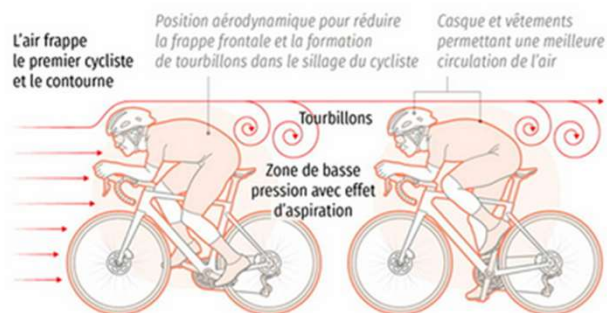 L'air frappe
le premier cycliste
et le contourne
Position aérodynamique pour réduire
la frappe frontale et la formation
de tourbillons dans le sillage du cycliste
Casque et vêtements
permettant une meilleure
circulation de l'air
Tourbillons
Zone de basse
pression avec effet
d'aspiration